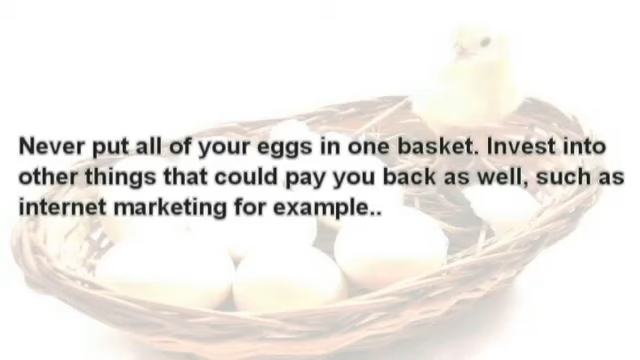 Never put all of your eggs in one basket. Invest into
other things that could pay you back as well, such as
internet marketing for example..